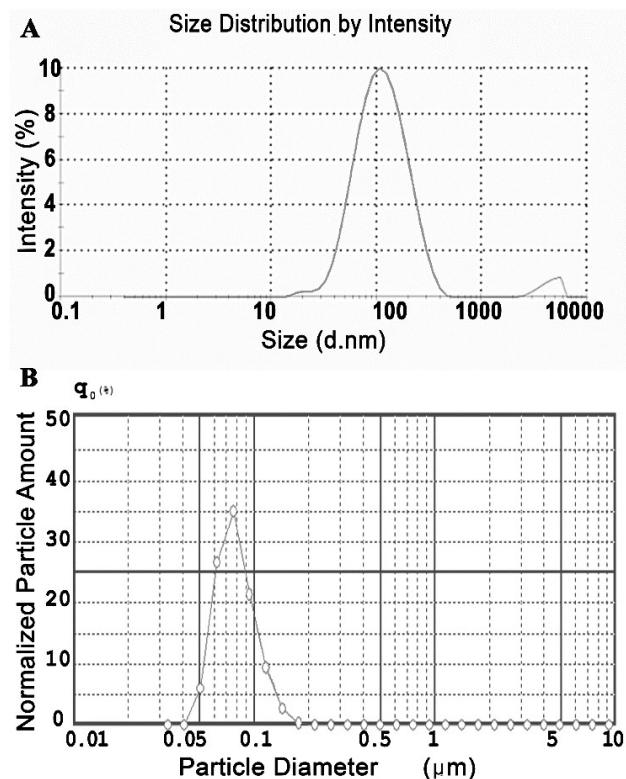 A
Size Distribution by Intensity
Intensity (%)
10
8
6
4
2
0
0.1 1 10 100 1000 10000
Size (d.nm)
B
q0(%)
Normalized Particle Amount
50
40
30
20
10
0
0.01 0.05 0.1 0.5 1 5 10
Particle Diameter (μm)